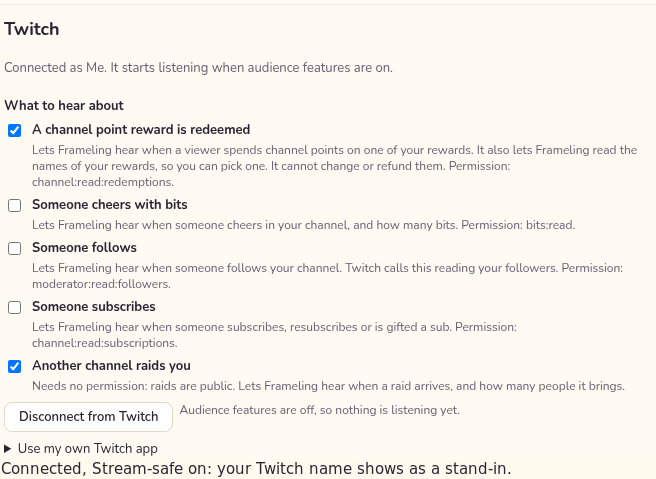 Twitch
Connected as Me. It starts listening when audience features are on.
What to hear about
A channel point reward is redeemed
Lets Frameling hear when a viewer spends channel points on one of your rewards. It also lets Frameling read the
names of your rewards, so you can pick one. It cannot change or refund them. Permission:
channel:read:redemptions.
Someone cheers with bits
Lets Frameling hear when someone cheers in your channel, and how many bits. Permission: bits:read.
Someone follows
Lets Frameling hear when someone follows your channel. Twitch calls this reading your followers. Permission:
moderator:read:followers.
Someone subscribes
Lets Frameling hear when someone subscribes, resubscribes or is gifted a sub. Permission:
channel:read:subscriptions.
Another channel raids you
Needs no permission: raids are public. Lets Frameling hear when a raid arrives, and how many people it brings.
Disconnect from Twitch
Audience features are off, so nothing is listening yet.
Use my own Twitch app
Connected, Stream-safe on: your Twitch name shows as a stand-in.